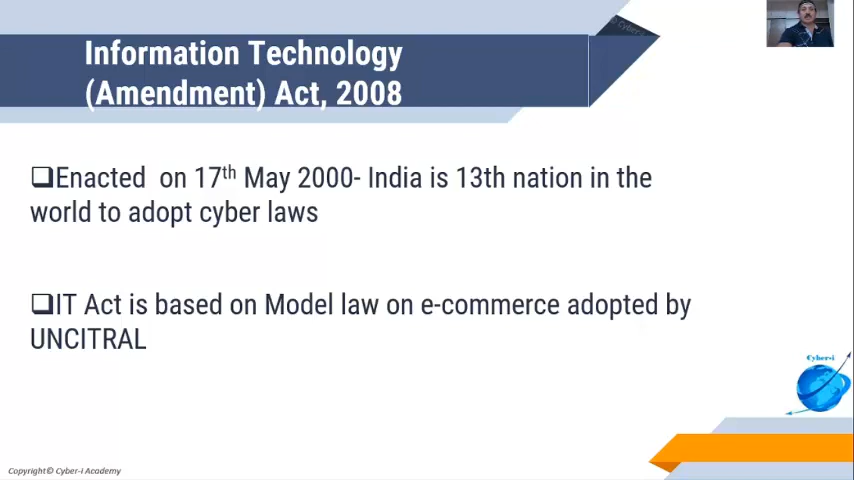 Information Technology
(Amendment) Act, 2008
❑Enacted on 17th May 2000- India is 13th nation in the
world to adopt cyber laws
❑IT Act is based on Model law on e-commerce adopted by
UNCITRAL
Cyber-i
Copyright© Cyber-i Academy